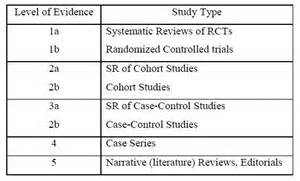 Level of Evidence Study Type
1a Systematic Reviews of RCTs
1b Randomized Controlled trials
2a SR of Cohort Studies
2b Cohort Studies
3a SR of Case-Control Studies
2b Case-Control Studies
4 Case Series
5 Narrative (literature) Reviews, Editorials